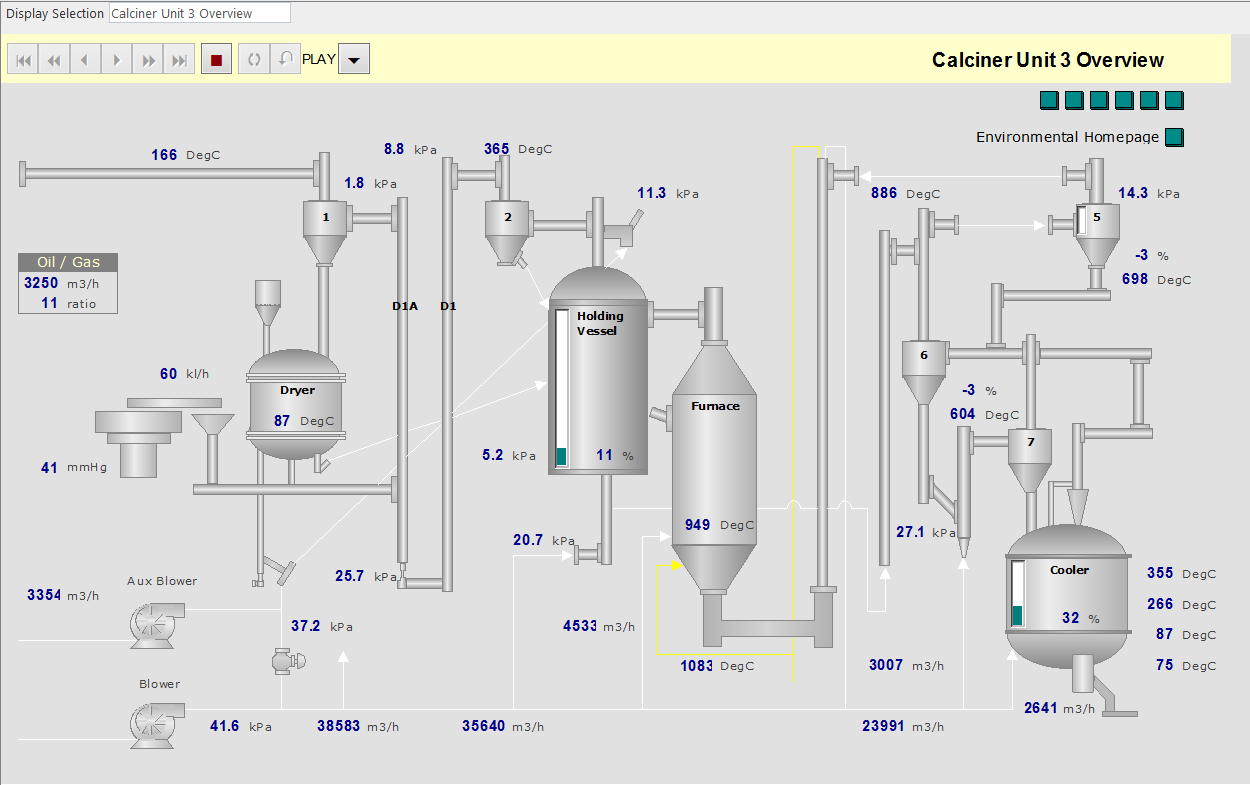 Display Selection Calciner Unit 3 Overview
PLAY
Calciner Unit 3 Overview
Environmental Homepage
166 DegC
8.8 kPa
365 DegC
1.8 kPa
11.3 kPa
886 DegC
14.3 kPa
1
2
5
-3 %
698 DegC
Oil / Gas
3250 m3/h
11 ratio
D1A
D1
Holding
Vessel
6
60 kl/h
Dryer
87 DegC
Furnace
-3 %
604 DegC
7
41 mmHg
5.2 kPa
11 %
949 DegC
20.7 kPa
27.1 kPa
25.7 kPa
Aux Blower
3354 m3/h
Cooler
32 %
355 DegC
266 DegC
87 DegC
75 DegC
37.2 kPa
4533 m3/h
1083 DegC
3007 m3/h
Blower
41.6 kPa
38583 m3/h
35640 m3/h
23991 m3/h
2641 m3/h